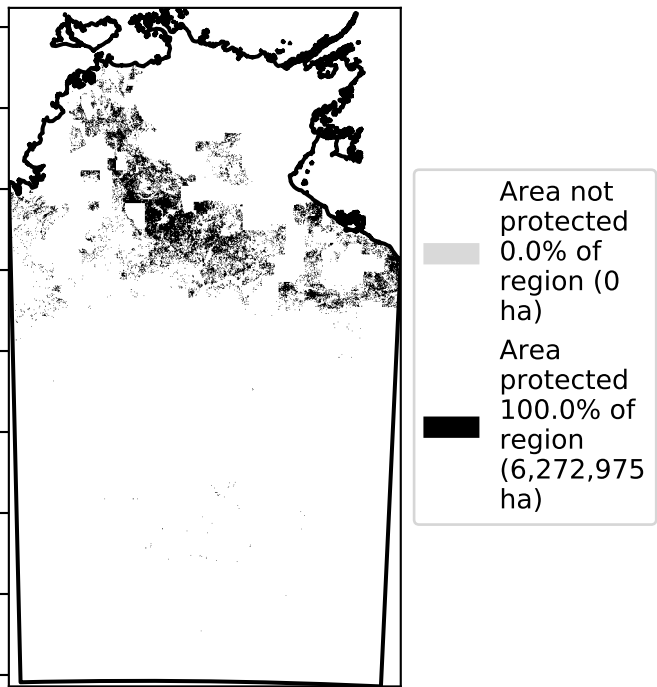 Area not
protected
0.0% of
region (0
ha)
Area
protected
100.0% of
region
(6,272,975
ha)